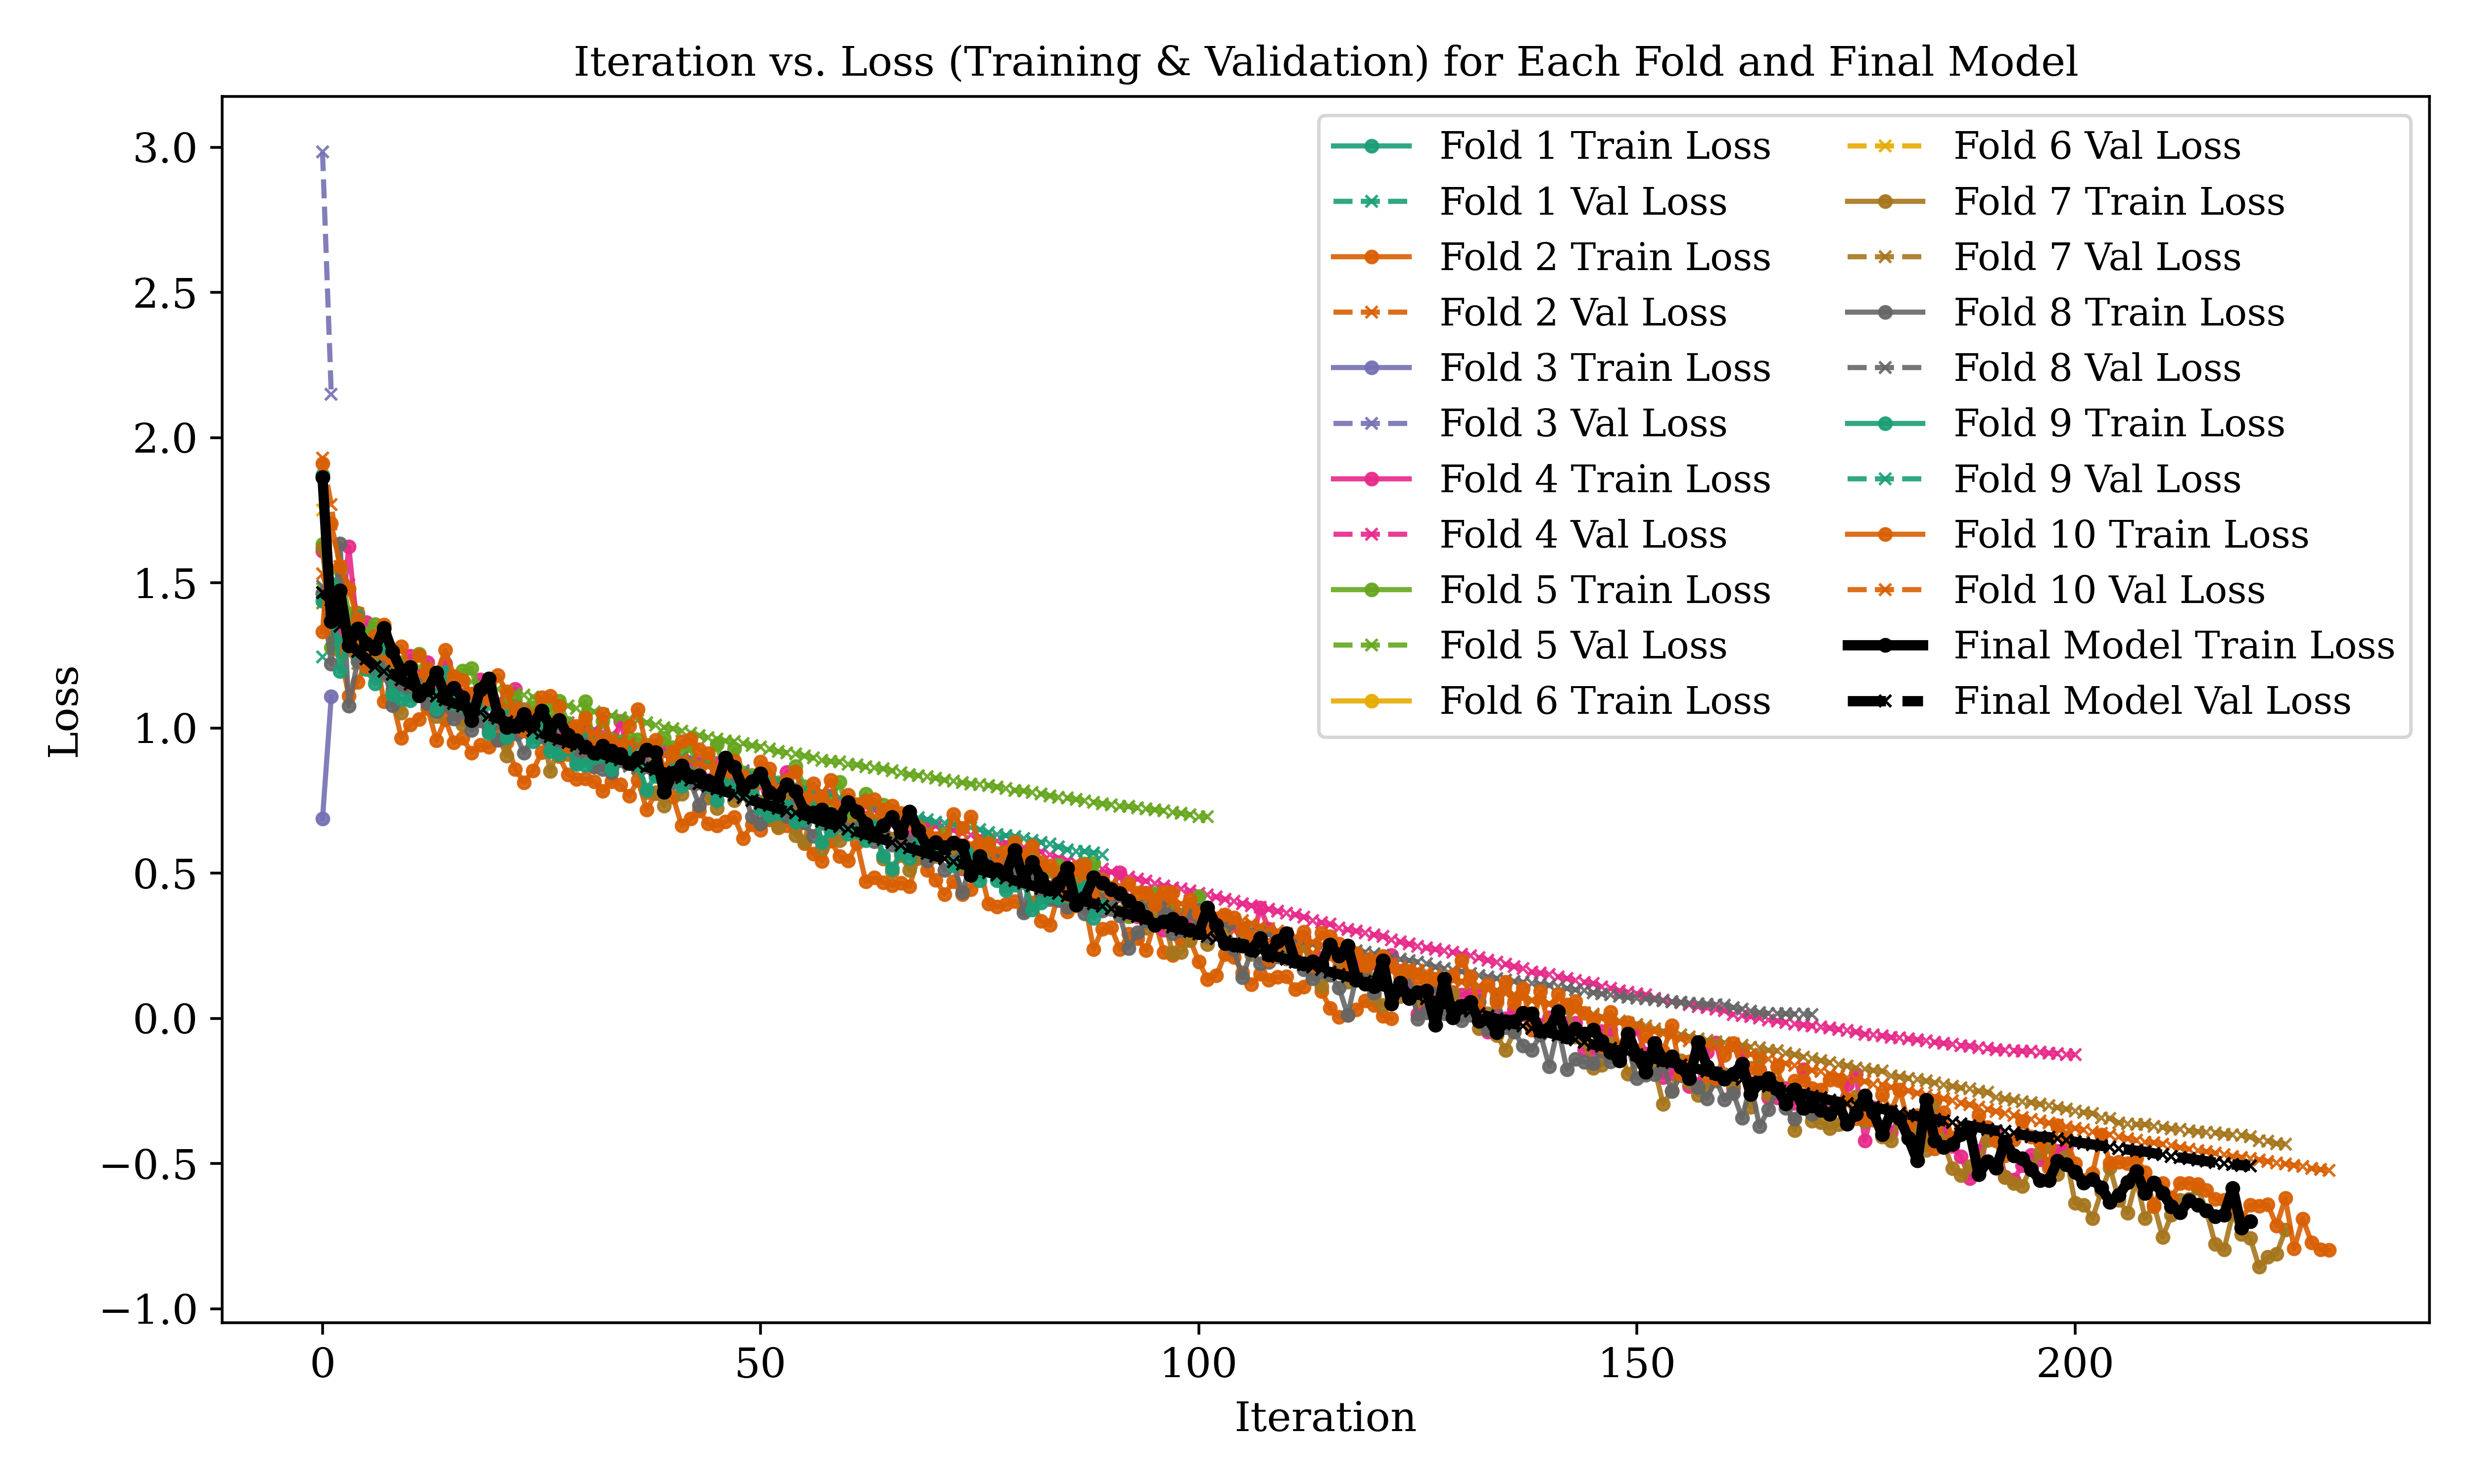 Iteration vs. Loss (Training & Validation) for Each Fold and Final Model
Loss
3.0
2.5
2.0
1.5
1.0
0.5
0.0
−0.5
−1.0
Fold 1 Train Loss
Fold 1 Val Loss
Fold 2 Train Loss
Fold 2 Val Loss
Fold 3 Train Loss
Fold 3 Val Loss
Fold 4 Train Loss
Fold 4 Val Loss
Fold 5 Train Loss
Fold 5 Val Loss
Fold 6 Train Loss
Fold 6 Val Loss
Fold 7 Train Loss
Fold 7 Val Loss
Fold 8 Train Loss
Fold 8 Val Loss
Fold 9 Train Loss
Fold 9 Val Loss
Fold 10 Train Loss
Fold 10 Val Loss
Final Model Train Loss
Final Model Val Loss
0 50 100 150 200
Iteration